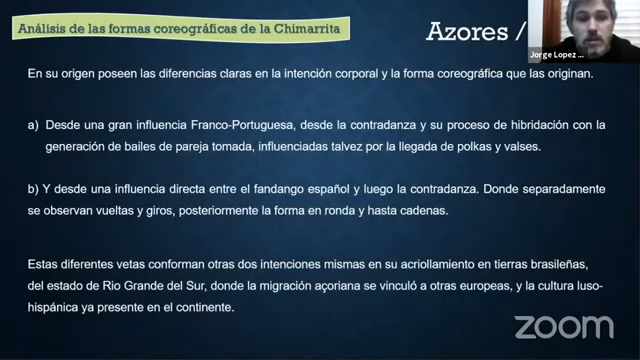 Análisis de las formas coreográficas de la Chimarrita
Azores /
Jorge Lopez ...
En su origen poseen las diferencias claras en la intención corporal y la forma coreográfica que las originan.
a) Desde una gran influencia Franco-Portuguesa, desde la contradanza y su proceso de hibridación con la
generación de bailes de pareja tomada, influenciadas talvez por la llegada de polkas y valses.
b) Y desde una influencia directa entre el fandango español y luego la contradanza. Donde separadamente
se observan vueltas y giros, posteriormente la forma en ronda y hasta cadenas.
Estas diferentes vetas conforman otras dos intenciones mismas en su acriollamiento en tierras brasileñas,
del estado de Rio Grande del Sur, donde la migración açoriana se vinculó a otras europeas, y la cultura luso-
hispánica ya presente en el continente.
zoom